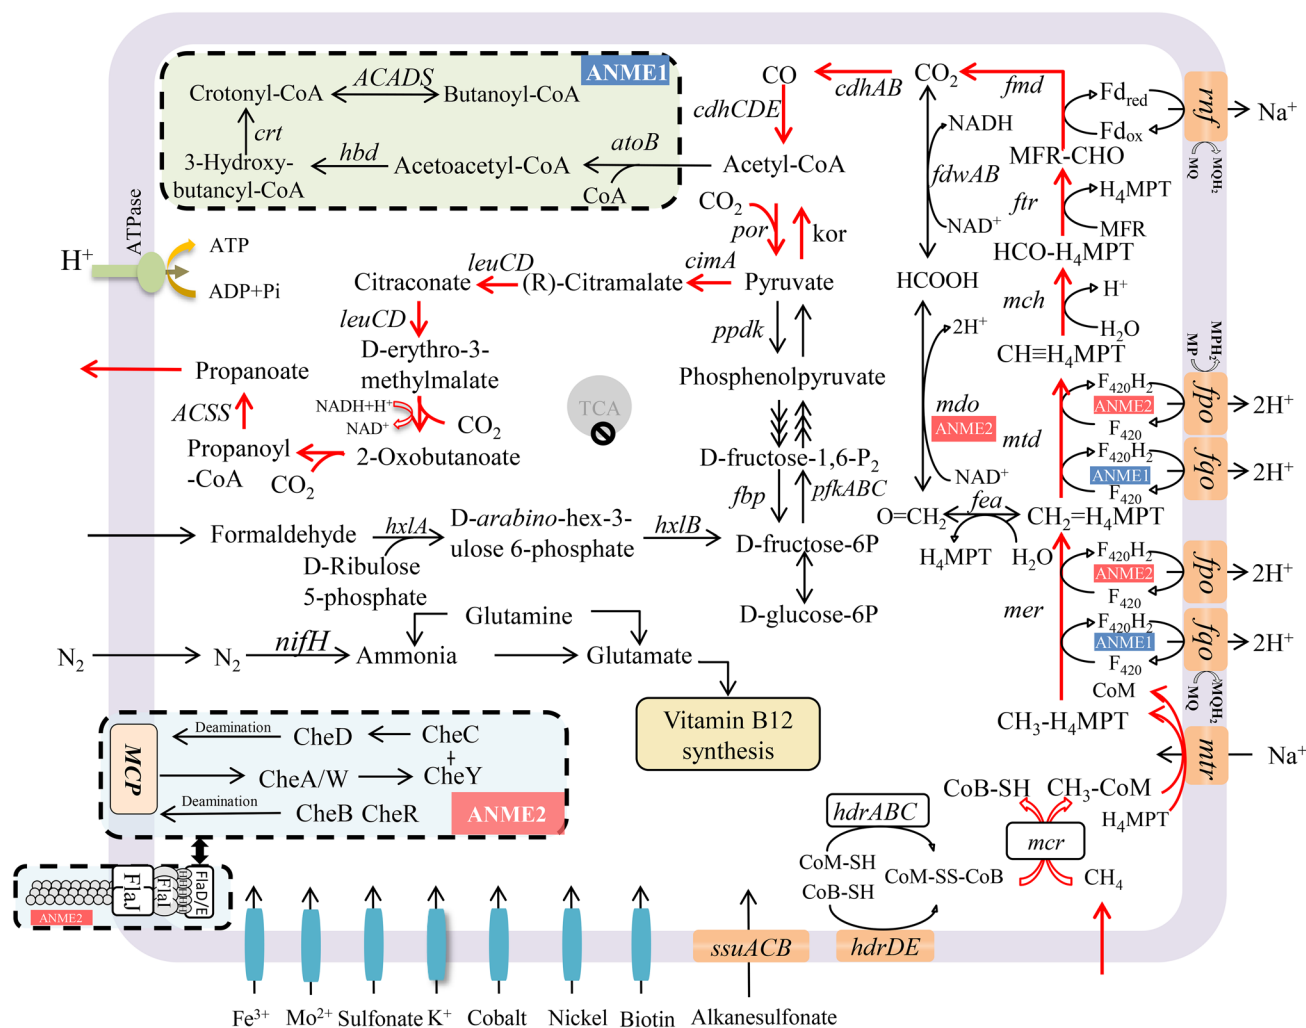 ANME1
ACADS
Crotonyl-CoA
Butanoyl-CoA
crt
3-Hydroxy-
butancyl-CoA
hbd
Acetoacetyl-CoA
atoB
CoA
CO
cdhAB
CO₂
fmd
cdhCDE
Acetyl-CoA
NADH
fdwAB
NAD⁺
HCOOH
Fd_red
Fd_ox
rnf
Na⁺
MQ
MQH₂
MFR-CHO
H₄MPT
ftr
MFR
HCO-H₄MPT
H⁺
mch
H₂O
CH≡H₄MPT
CO₂
por
kor
ATPase
H⁺
ATP
ADP+Pi
Citraconate
leuCD
(R)-Citramalate
cimA
Pyruvate
leuCD
D-erythro-3-
methylmalate
NADH+H⁺
NAD⁺
CO₂
2-Oxobutanoate
Propanoate
ACSS
Propanoyl
-CoA
CO₂
TCA
ppdk
Phosphenolpyruvate
D-fructose-1,6-P₂
fbp
pfkABC
D-fructose-6P
D-glucose-6P
2H⁺
mdo
ANME2
NAD⁺
mtd
MP
MPH₂
F₄₂₀H₂
ANME2
F₄₂₀
fpo
2H⁺
F₄₂₀H₂
ANME1
F₄₂₀
fqo
2H⁺
O=CH₂
fea
CH₂=H₄MPT
H₄MPT
H₂O
F₄₂₀H₂
ANME2
F₄₂₀
fpo
2H⁺
mer
F₄₂₀H₂
ANME1
F₄₂₀
fqo
2H⁺
MQ
MQH₂
Formaldehyde
hxlA
D-arabino-hex-3-
ulose 6-phosphate
hxlB
D-Ribulose
5-phosphate
Glutamine
N₂
N₂
nifH
Ammonia
Glutamate
Vitamin B12
synthesis
MCP
Deamination
CheD
CheC
+
CheA/W
CheY
Deamination
CheB
CheR
ANME2
FlaJ
FlaI
FlaD/E
ANME2
CoM
CH₃-H₄MPT
mtr
Na⁺
CoB-SH
CH₃-CoM
H₄MPT
mcr
hdrABC
CoM-SH
CoB-SH
CoM-SS-CoB
CH₄
ssuACB
hdrDE
Fe³⁺
Mo²⁺
Sulfonate
K⁺
Cobalt
Nickel
Biotin
Alkanesulfonate